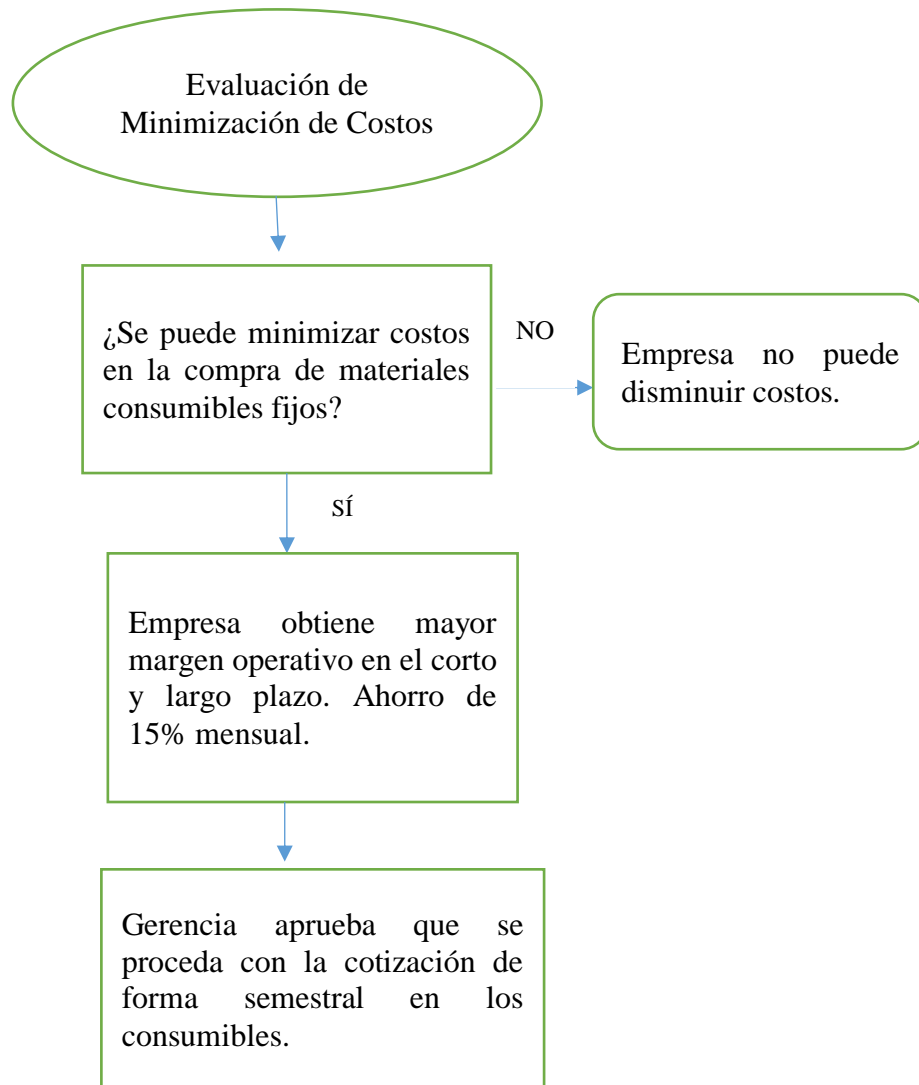 Evaluación de
Minimización de Costos
¿Se puede minimizar costos
en la compra de materiales
consumibles fijos?
NO
Empresa no puede
disminuir costos.
SÍ
Empresa obtiene mayor
margen operativo en el corto
y largo plazo. Ahorro de
15% mensual.
Gerencia aprueba que se
proceda con la cotización de
forma semestral en los
consumibles.